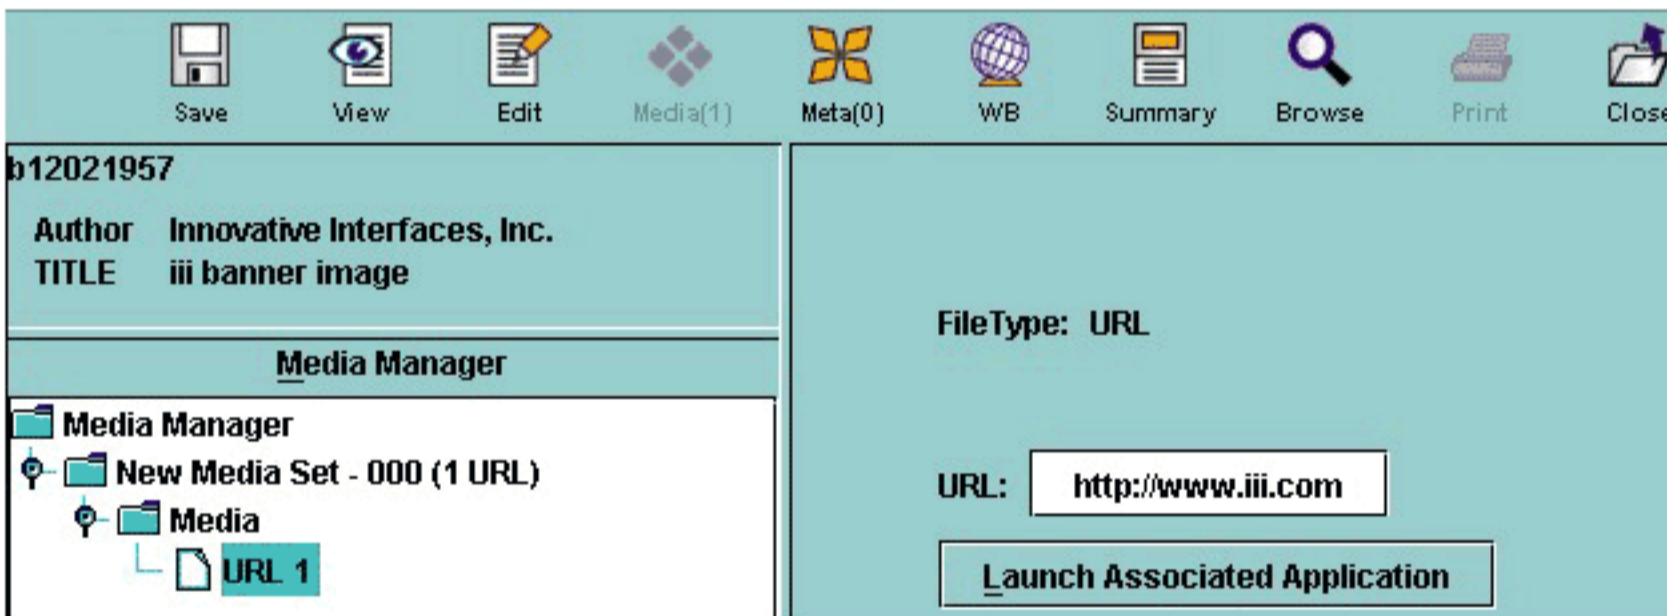 Save View Edit Media(1) Meta(0) WB Summary Browse Print Close
b12021957
Author Innovative Interfaces, Inc.
TITLE iii banner image
Media Manager
Media Manager
New Media Set - 000 (1 URL)
Media
URL 1
FileType: URL
URL: http://www.iii.com
Launch Associated Application